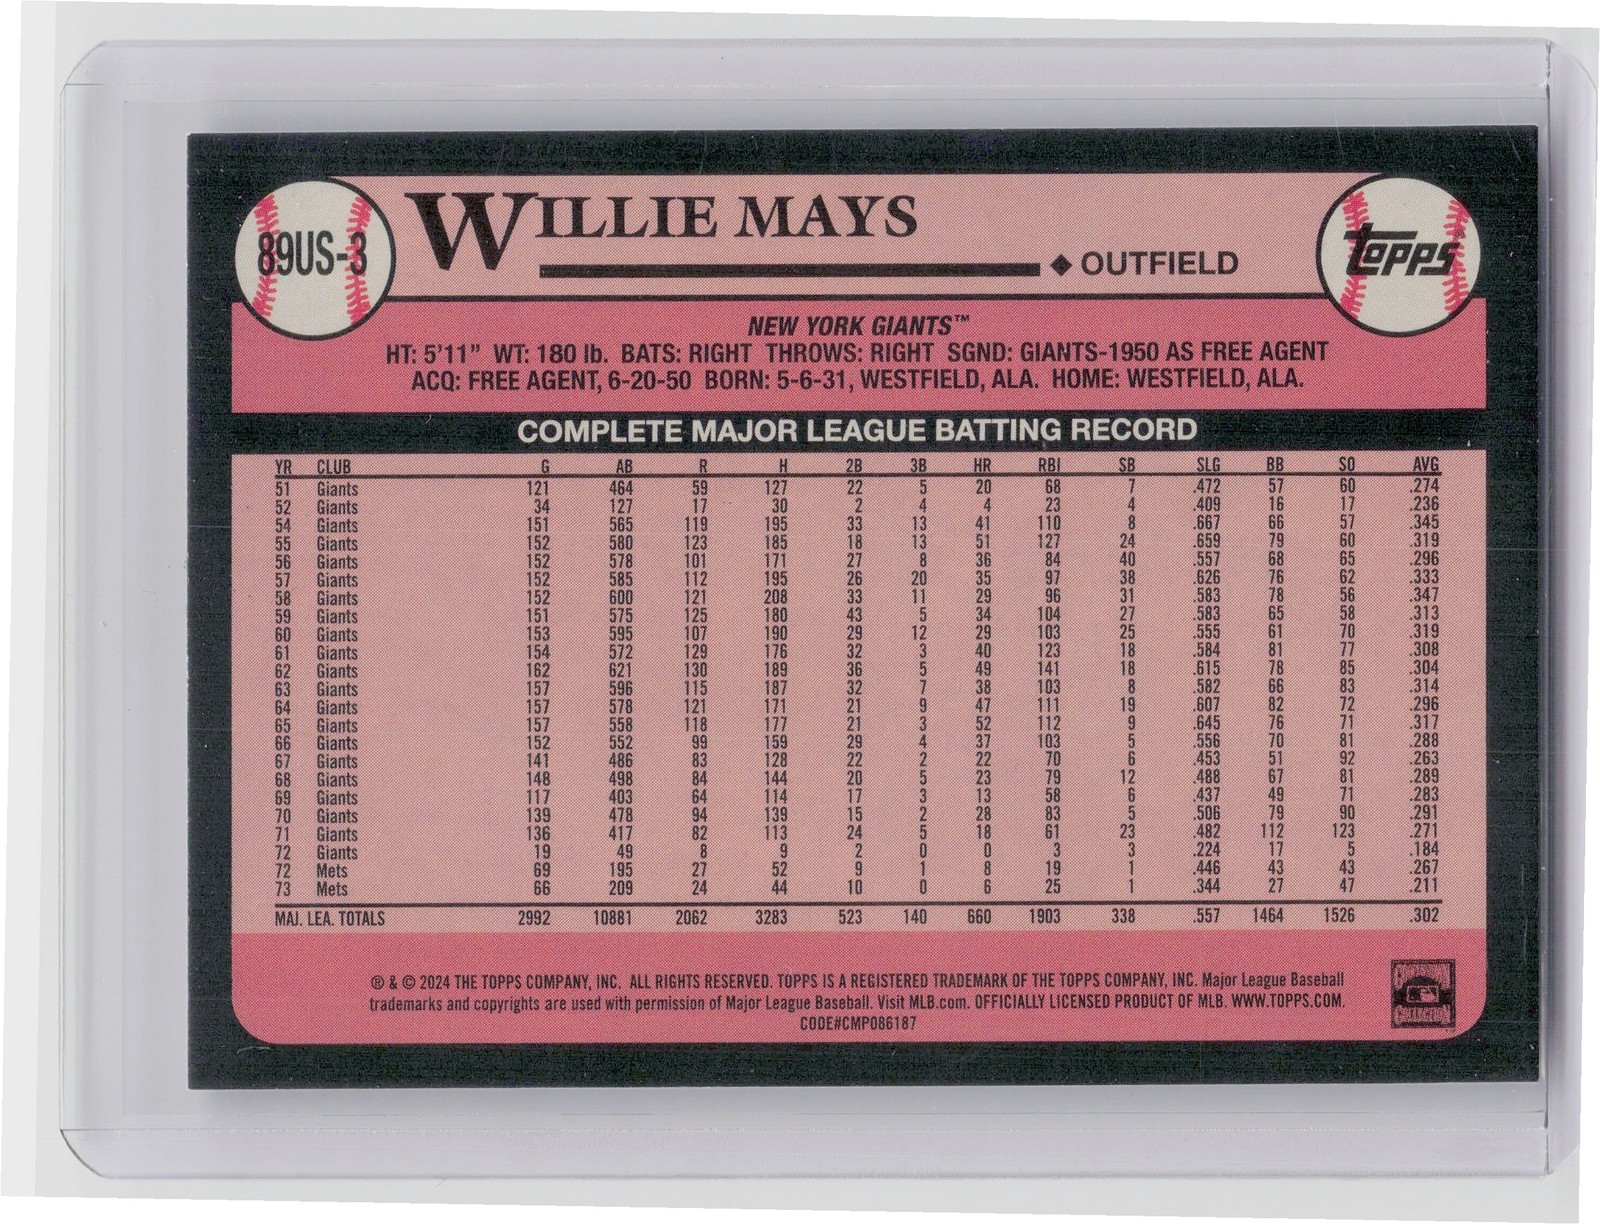 89US-3
WILLIE MAYS
OUTFIELD
topps®
NEW YORK GIANTS™
HT: 5'11" WT: 180 lb. BATS: RIGHT THROWS: RIGHT SGND: GIANTS-1950 AS FREE AGENT
ACQ: FREE AGENT, 6-20-50 BORN: 5-6-31, WESTFIELD, ALA. HOME: WESTFIELD, ALA.
COMPLETE MAJOR LEAGUE BATTING RECORD
YR CLUB G AB R H 2B 3B HR RBI SB SLG BB SO AVG
51 Giants 121 464 59 127 22 5 20 68 7 .472 57 60 .274
52 Giants 34 127 17 30 2 4 4 23 4 .409 16 17 .236
54 Giants 151 565 119 195 33 13 41 110 8 .667 66 57 .345
55 Giants 152 580 123 185 18 13 51 127 24 .659 79 60 .319
56 Giants 152 578 101 171 27 8 36 84 40 .557 68 65 .296
57 Giants 152 585 112 195 26 20 35 97 38 .626 76 62 .333
58 Giants 152 600 121 208 33 11 29 96 31 .583 78 56 .347
59 Giants 151 575 125 180 43 5 34 104 27 .583 65 58 .313
60 Giants 153 595 107 190 29 12 29 103 25 .555 61 70 .319
61 Giants 154 572 129 176 32 3 40 123 18 .584 81 77 .308
62 Giants 162 621 130 189 36 5 49 141 18 .615 78 85 .304
63 Giants 157 596 115 187 32 7 38 103 8 .582 66 83 .314
64 Giants 157 578 121 171 21 9 47 111 19 .607 82 72 .296
65 Giants 157 558 118 177 21 3 52 112 9 .645 76 71 .317
66 Giants 152 552 99 159 29 4 37 103 5 .556 70 81 .288
67 Giants 141 486 83 128 22 2 22 70 6 .453 51 92 .263
68 Giants 148 498 84 144 20 5 23 79 12 .488 67 81 .289
69 Giants 117 403 64 114 17 3 13 58 6 .437 49 71 .283
70 Giants 139 478 94 139 15 2 28 83 5 .506 79 90 .291
71 Giants 136 417 82 113 24 5 18 61 23 .482 112 123 .271
72 Giants 19 49 8 9 2 0 0 3 3 .224 17 5 .184
72 Mets 69 195 27 52 9 1 8 19 1 .446 43 43 .267
73 Mets 66 209 24 44 10 0 6 25 1 .344 27 47 .211
MAJ. LEA. TOTALS 2992 10881 2062 3283 523 140 660 1903 338 .557 1464 1526 .302
® & © 2024 THE TOPPS COMPANY, INC. ALL RIGHTS RESERVED. TOPPS IS A REGISTERED TRADEMARK OF THE TOPPS COMPANY, INC. Major League Baseball
trademarks and copyrights are used with permission of Major League Baseball. Visit MLB.com. OFFICIALLY LICENSED PRODUCT OF MLB. WWW.TOPPS.COM.
CODE#CMP086187
COLLECTION